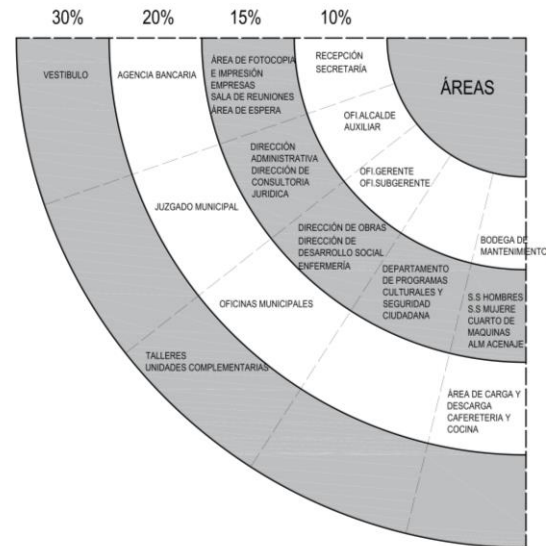 30%
20%
15%
10%
ÁREAS
VESTIBULO
AGENCIA BANCARIA
ÁREA DE FOTOCOPIA
E IMPRESIÓN
EMPRESAS
SALA DE REUNIONES
ÁREA DE ESPERA
RECEPCIÓN
SECRETARÍA
OFI.ALCALDE
AUXILIAR
DIRECCIÓN
ADMINISTRATIVA
DIRECCIÓN DE
CONSULTORIA
JURIDICA
OFI.GERENTE
OFI.SUBGERENTE
JUZGADO MUNICIPAL
DIRECCIÓN DE OBRAS
DIRECCIÓN DE
DESARROLLO SOCIAL
ENFERMERÍA
BODEGA DE
MANTENIMIENTO
DEPARTAMENTO
DE PROGRAMAS
CULTURALES Y
SEGURIDAD
CIUDADANA
S.S HOMBRES
S.S MUJERE
CUARTO DE
MAQUINAS
ALM ACENAJE
OFICINAS MUNICIPALES
TALLERES
UNIDADES COMPLEMENTARIAS
ÁREA DE CARGA Y
DESCARGA
CAFERETERIA Y
COCINA